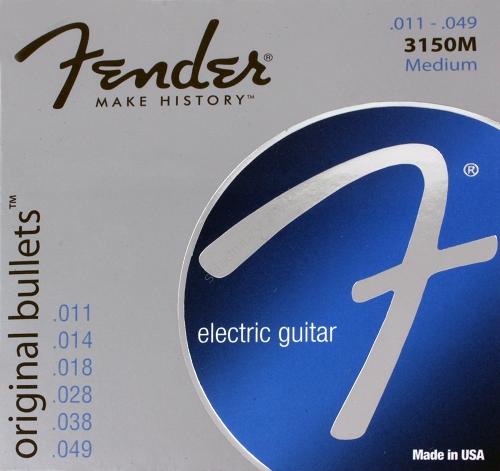 Fender®
MAKE HISTORY™
.011 - .049
3150M
Medium
F®
original bullets™
.011
.014
.018
.028
.038
.049
electric guitar
Made in USA